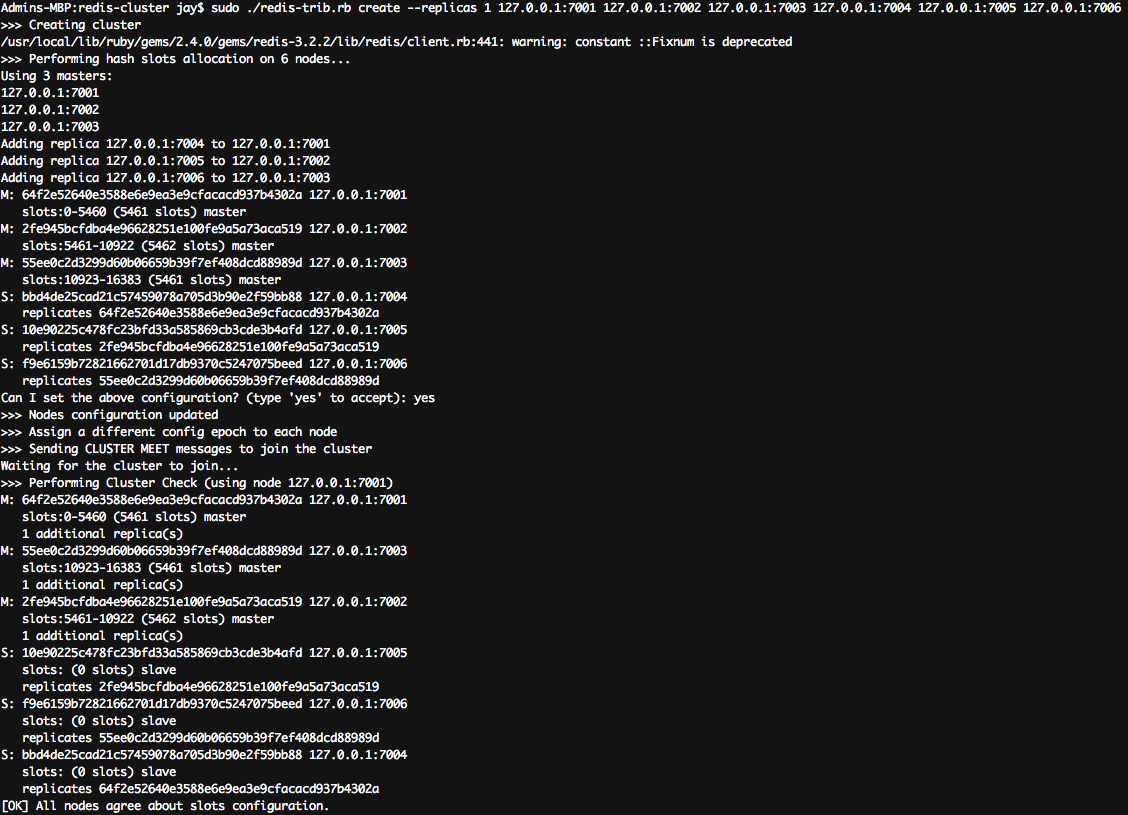 Admins-MBP:redis-cluster jay$ sudo ./redis-trib.rb create --replicas 1 127.0.0.1:7001 127.0.0.1:7002 127.0.0.1:7003 127.0.0.1:7004 127.0.0.1:7005 127.0.0.1:7006
>>> Creating cluster
/usr/local/lib/ruby/gems/2.4.0/gems/redis-3.2.2/lib/redis/client.rb:441: warning: constant ::Fixnum is deprecated
>>> Performing hash slots allocation on 6 nodes...
Using 3 masters:
127.0.0.1:7001
127.0.0.1:7002
127.0.0.1:7003
Adding replica 127.0.0.1:7004 to 127.0.0.1:7001
Adding replica 127.0.0.1:7005 to 127.0.0.1:7002
Adding replica 127.0.0.1:7006 to 127.0.0.1:7003
M: 64f2e52640e3588e6e9ea3e9cfacacd937b4302a 127.0.0.1:7001
   slots:0-5460 (5461 slots) master
M: 2fe945bcfdba4e96628251e100fe9a5a73aca519 127.0.0.1:7002
   slots:5461-10922 (5462 slots) master
M: 55ee0c2d3299d60b06659b39f7ef408dcd88989d 127.0.0.1:7003
   slots:10923-16383 (5461 slots) master
S: bbd4de25cad21c57459078a705d3b90e2f59bb88 127.0.0.1:7004
   replicates 64f2e52640e3588e6e9ea3e9cfacacd937b4302a
S: 10e90225c478fc23bfd33a585869cb3cde3b4afd 127.0.0.1:7005
   replicates 2fe945bcfdba4e96628251e100fe9a5a73aca519
S: f9e6159b72821662701d17db9370c5247075beed 127.0.0.1:7006
   replicates 55ee0c2d3299d60b06659b39f7ef408dcd88989d
Can I set the above configuration? (type 'yes' to accept): yes
>>> Nodes configuration updated
>>> Assign a different config epoch to each node
>>> Sending CLUSTER MEET messages to join the cluster
Waiting for the cluster to join...
>>> Performing Cluster Check (using node 127.0.0.1:7001)
M: 64f2e52640e3588e6e9ea3e9cfacacd937b4302a 127.0.0.1:7001
   slots:0-5460 (5461 slots) master
   1 additional replica(s)
M: 55ee0c2d3299d60b06659b39f7ef408dcd88989d 127.0.0.1:7003
   slots:10923-16383 (5461 slots) master
   1 additional replica(s)
M: 2fe945bcfdba4e96628251e100fe9a5a73aca519 127.0.0.1:7002
   slots:5461-10922 (5462 slots) master
   1 additional replica(s)
S: 10e90225c478fc23bfd33a585869cb3cde3b4afd 127.0.0.1:7005
   slots: (0 slots) slave
   replicates 2fe945bcfdba4e96628251e100fe9a5a73aca519
S: f9e6159b72821662701d17db9370c5247075beed 127.0.0.1:7006
   slots: (0 slots) slave
   replicates 55ee0c2d3299d60b06659b39f7ef408dcd88989d
S: bbd4de25cad21c57459078a705d3b90e2f59bb88 127.0.0.1:7004
   slots: (0 slots) slave
   replicates 64f2e52640e3588e6e9ea3e9cfacacd937b4302a
[OK] All nodes agree about slots configuration.